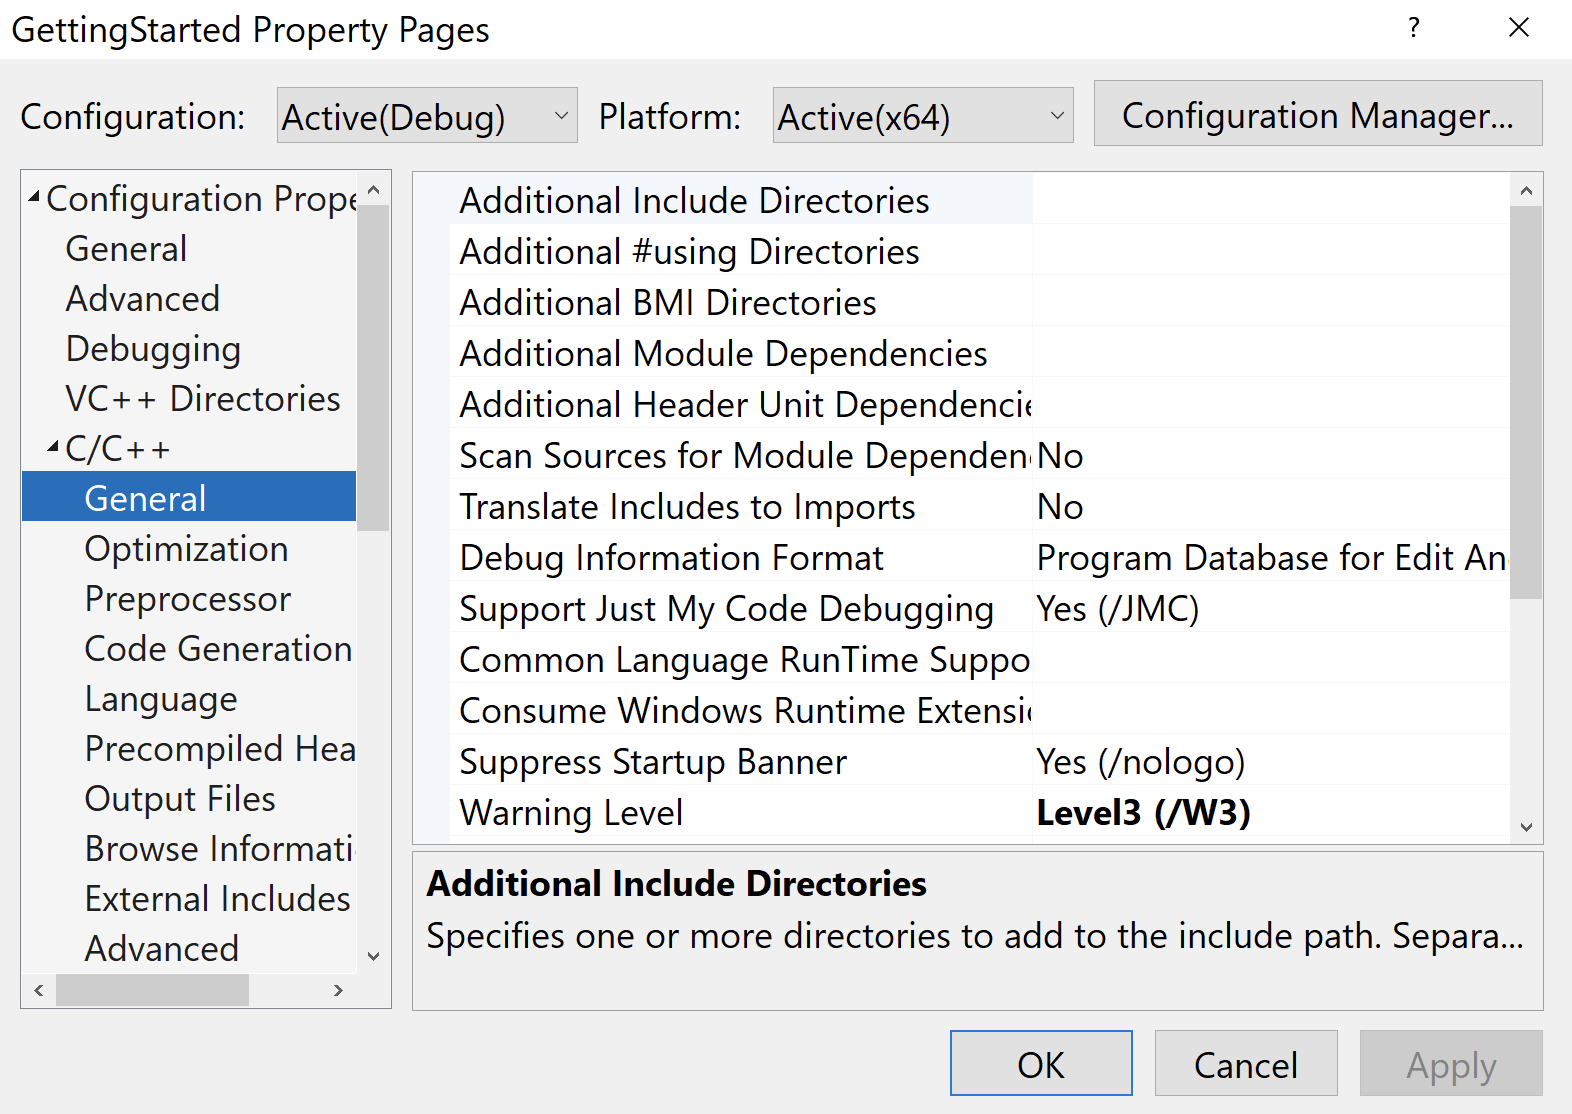 GettingStarted Property Pages
?
Configuration: Active(Debug) Platform: Active(x64) Configuration Manager...
Configuration Prope
General
Advanced
Debugging
VC++ Directories
C/C++
General
Optimization
Preprocessor
Code Generation
Language
Precompiled Hea
Output Files
Browse Informati
External Includes
Advanced
Additional Include Directories
Additional #using Directories
Additional BMI Directories
Additional Module Dependencies
Additional Header Unit Dependencie
Scan Sources for Module Dependen No
Translate Includes to Imports No
Debug Information Format Program Database for Edit An
Support Just My Code Debugging Yes (/JMC)
Common Language RunTime Suppo
Consume Windows Runtime Extensio
Suppress Startup Banner Yes (/nologo)
Warning Level Level3 (/W3)
Additional Include Directories
Specifies one or more directories to add to the include path. Separa...
OK Cancel Apply